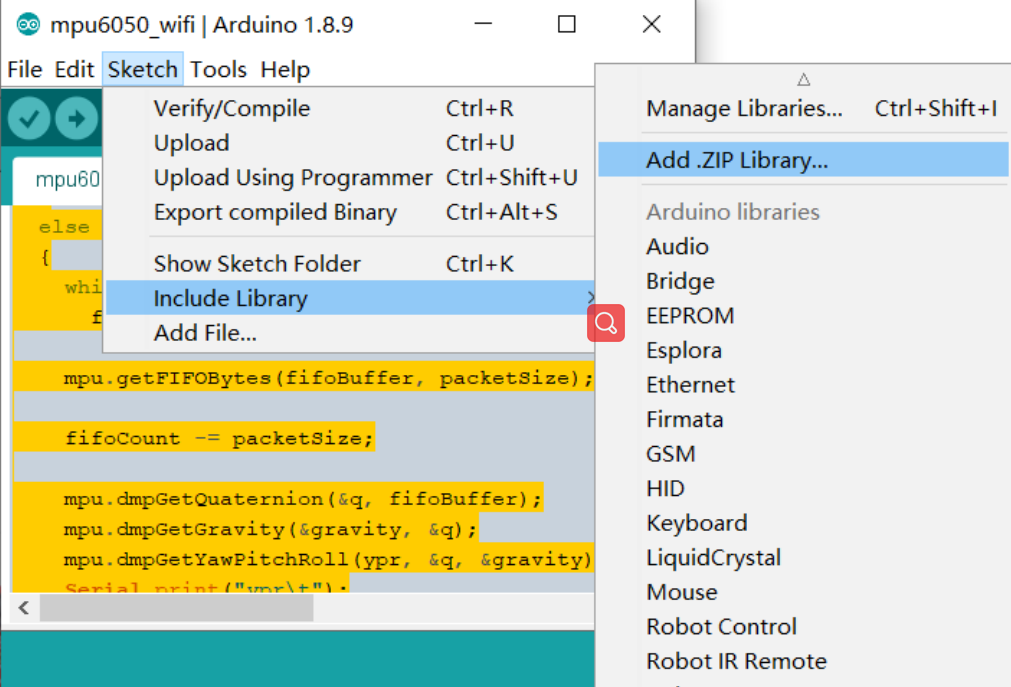 mpu6050_wifi | Arduino 1.8.9
File Edit Sketch Tools Help
Verify/Compile Ctrl+R
Upload Ctrl+U
Upload Using Programmer Ctrl+Shift+U
Export compiled Binary Ctrl+Alt+S
Show Sketch Folder Ctrl+K
Include Library
Add File...
Manage Libraries... Ctrl+Shift+I
Add .ZIP Library...
Arduino libraries
Audio
Bridge
EEPROM
Esplora
Ethernet
Firmata
GSM
HID
Keyboard
LiquidCrystal
Mouse
Robot Control
Robot IR Remote
mpu60
else
{
whi
f
mpu.getFIFOBytes(fifoBuffer, packetSize);
fifoCount -= packetSize;
mpu.dmpGetQuaternion(&q, fifoBuffer);
mpu.dmpGetGravity(&gravity, &q);
mpu.dmpGetYawPitchRoll(ypr, &q, &gravity)
Serial.print("ypr\t");